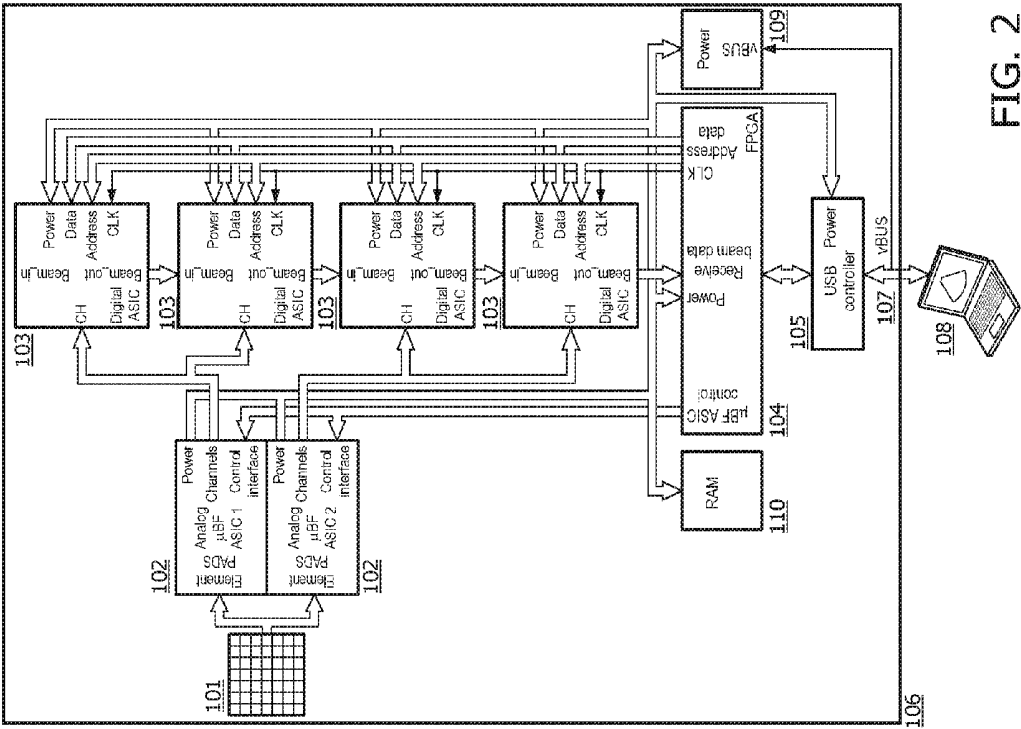 103
Power
Data
Address
CLK
Beam_in
Beam_out
CH
Digital
ASIC
103
Power
Data
Address
CLK
Beam_in
Beam_out
CH
Digital
ASIC
103
Power
Data
Address
CLK
Beam_in
Beam_out
CH
Digital
ASIC
103
Power
Data
Address
CLK
Beam_in
Beam_out
CH
Digital
ASIC
102
Power
Channels
Control
interface
Analog
µBF
ASIC 1
Element
PADS
102
Power
Channels
Control
interface
Analog
µBF
ASIC 2
Element
PADS
101
109
Power
vBUS
FPGA
data
Address
CLK
Receive
beam data
Power
µBF ASIC
control
104
RAM
110
105
Power
USB
controller
107
vBUS
108
106
FIG. 2